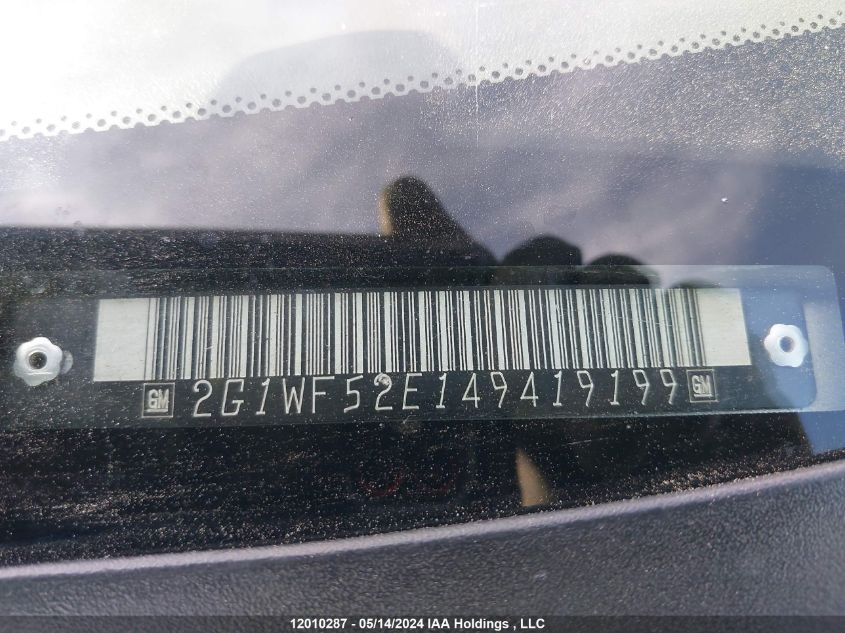 GM 2G1WF52E149419199 GM
12010287 - 05/14/2024 IAA Holdings , LLC